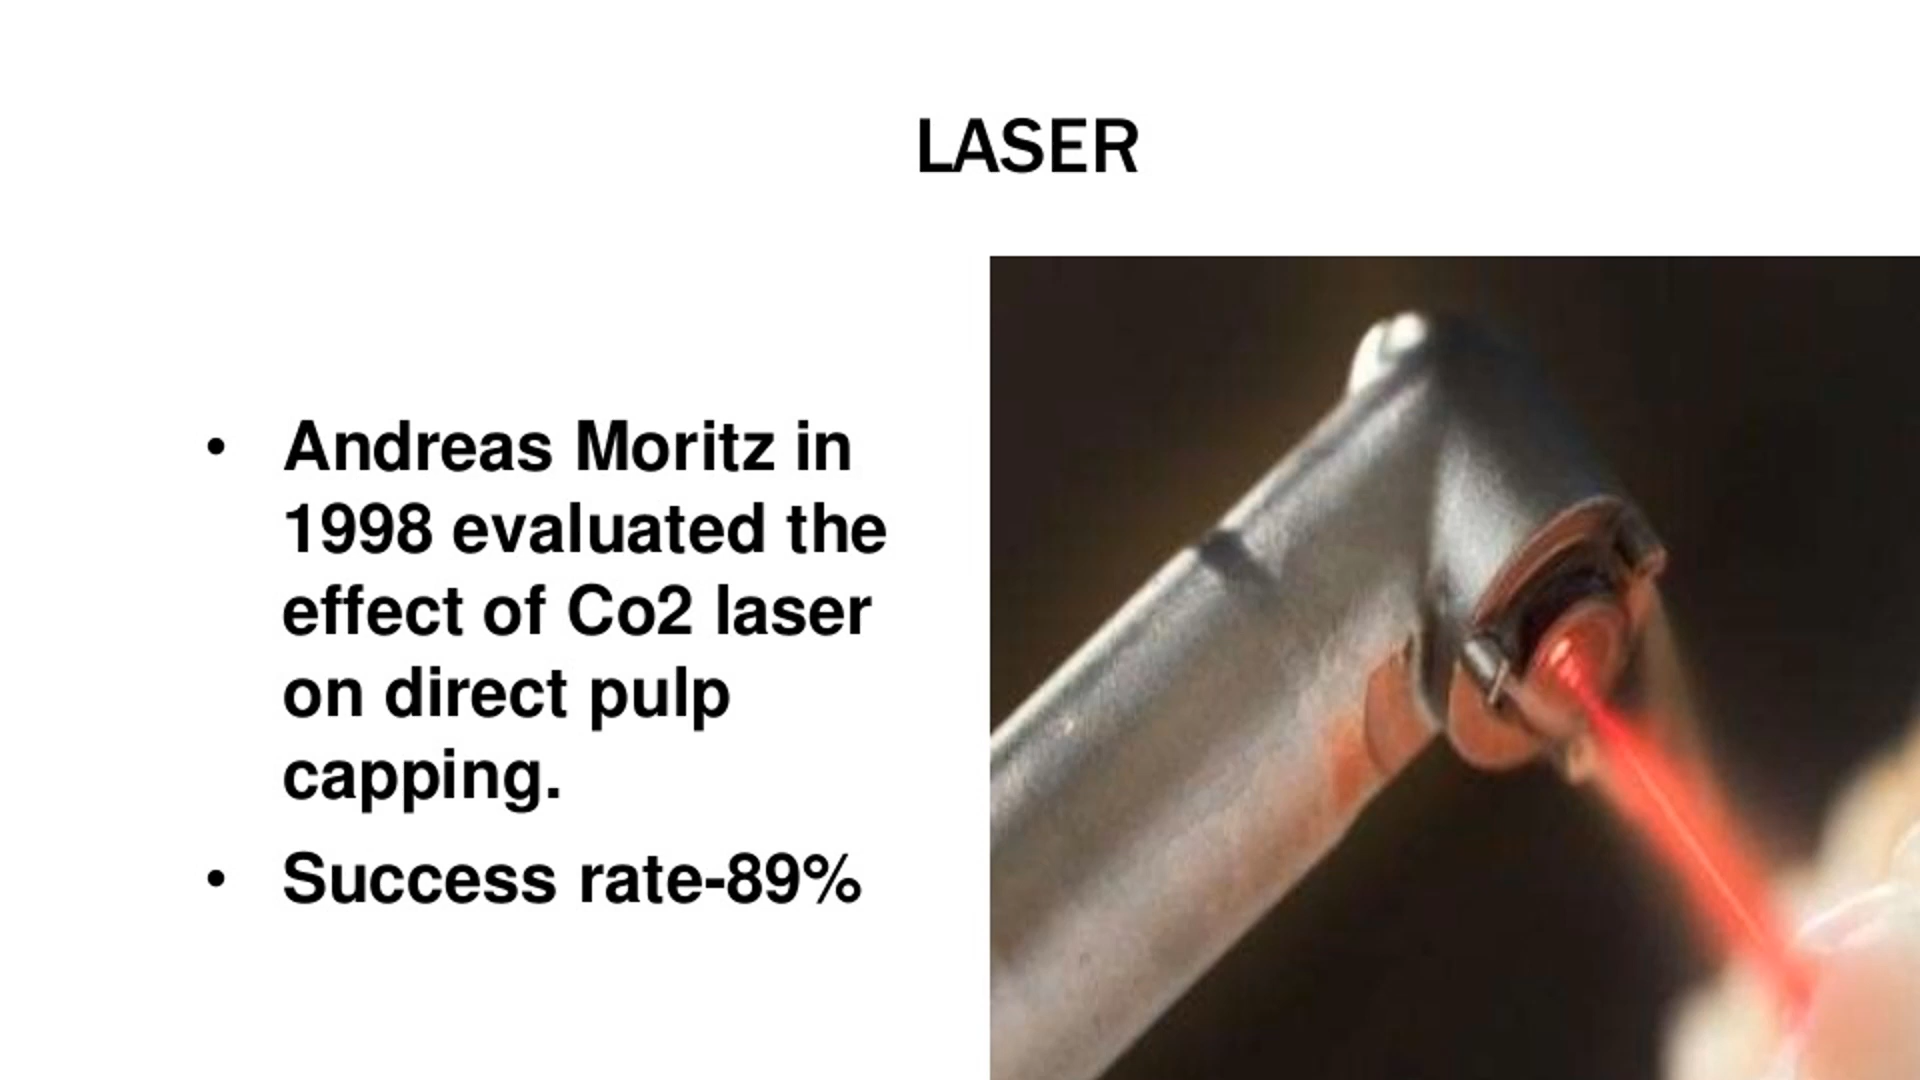 LASER
• Andreas Moritz in
1998 evaluated the
effect of Co2 laser
on direct pulp
capping.
• Success rate-89%